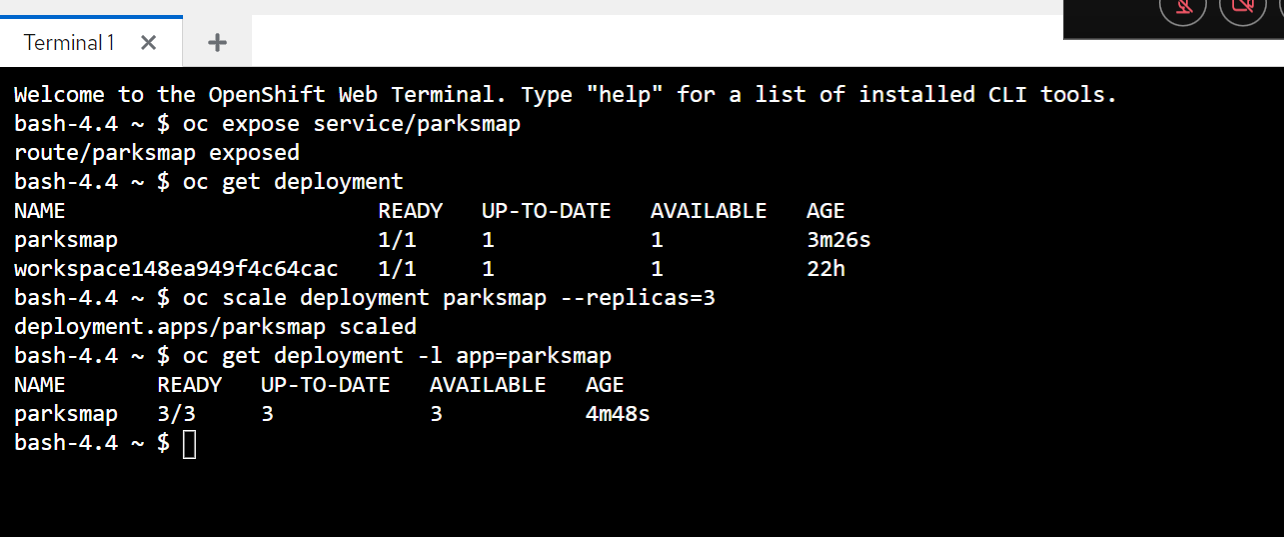 Terminal 1
Welcome to the OpenShift Web Terminal. Type "help" for a list of installed CLI tools.
bash-4.4 ~ $ oc expose service/parksmap
route/parksmap exposed
bash-4.4 ~ $ oc get deployment
NAME READY UP-TO-DATE AVAILABLE AGE
parksmap 1/1 1 1 3m26s
workspace148ea949f4c64cac 1/1 1 1 22h
bash-4.4 ~ $ oc scale deployment parksmap --replicas=3
deployment.apps/parksmap scaled
bash-4.4 ~ $ oc get deployment -l app=parksmap
NAME READY UP-TO-DATE AVAILABLE AGE
parksmap 3/3 3 3 4m48s
bash-4.4 ~ $